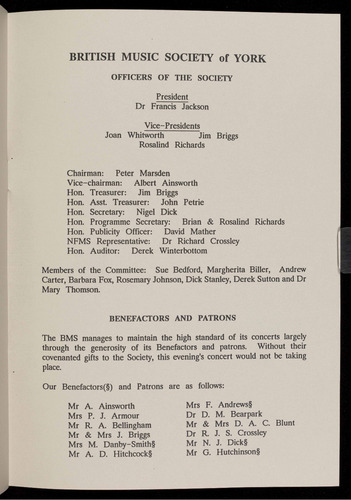 BRITISH MUSIC SOCIETY of YORK
OFFICERS OF THE SOCIETY
President
Dr Francis Jackson
Vice-Presidents
Joan Whitworth Jim Briggs
Rosalind Richards
Chairman: Peter Marsden
Vice-chairman: Albert Ainsworth
Hon. Treasurer: Jim Briggs
Hon. Asst. Treasurer: John Petrie
Hon. Secretary: Nigel Dick
Hon. Programme Secretary: Brian & Rosalind Richards
Hon. Publicity Officer: David Mather
NFMS Representative: Dr Richard Crossley
Hon. Auditor: Derek Winterbottom
Members of the Committee: Sue Bedford, Margherita Biller, Andrew
Carter, Barbara Fox, Rosemary Johnson, Dick Stanley, Derek Sutton and Dr
Mary Thomson.
BENEFACTORS AND PATRONS
The BMS manages to maintain the high standard of its concerts largely
through the generosity of its Benefactors and patrons. Without their
covenanted gifts to the Society, this evening's concert would not be taking
place.
Our Benefactors(§) and Patrons are as follows:
Mr A. Ainsworth
Mrs P. J. Armour
Mr R. A. Bellingham
Mr & Mrs J. Briggs
Mrs M. Danby-Smith§
Mr A. D. Hitchcock§
Mrs F. Andrews§
Dr D. M. Bearpark
Mr & Mrs D. A. C. Blunt
Dr R. J. S. Crossley
Mr N. J. Dick§
Mr G. Hutchinson§